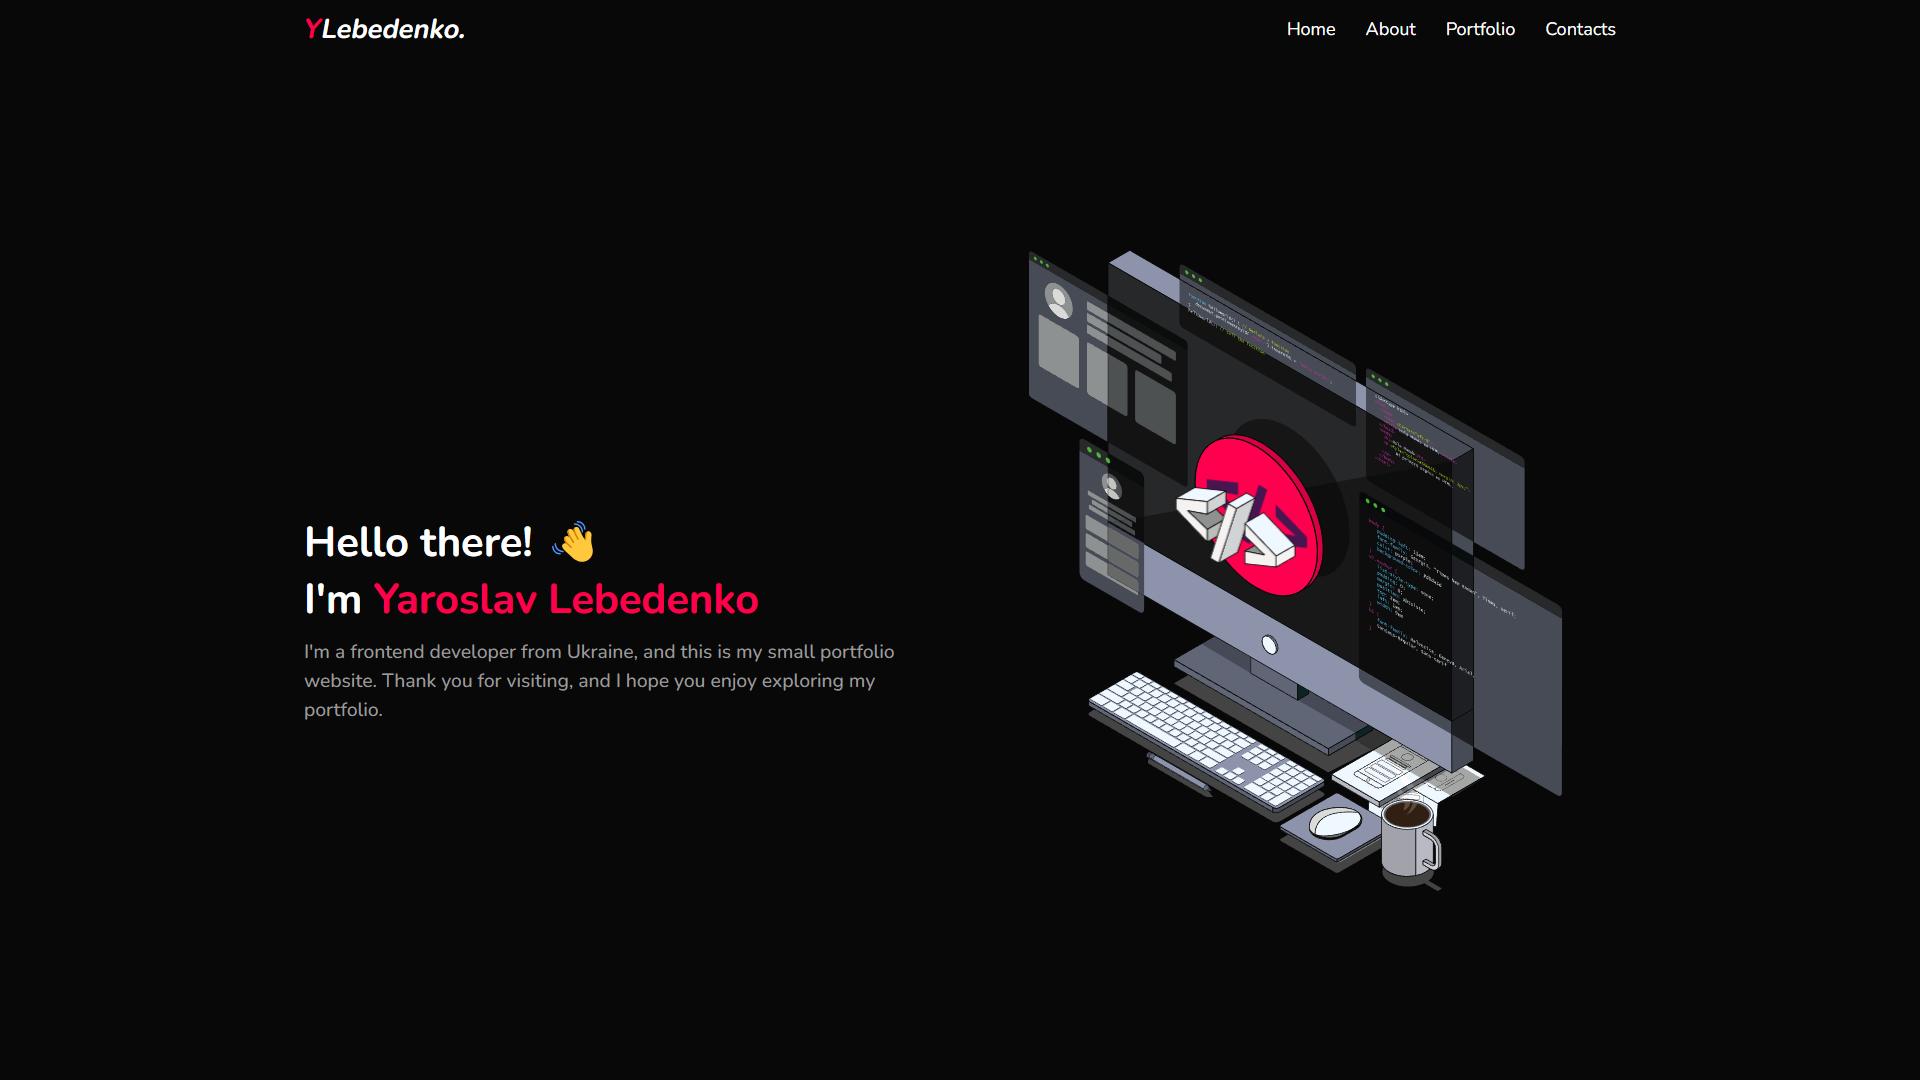 YLebedenko.
Home About Portfolio Contacts
Hello there!
I'm Yaroslav Lebedenko
I'm a frontend developer from Ukraine, and this is my small portfolio
website. Thank you for visiting, and I hope you enjoy exploring my
portfolio.